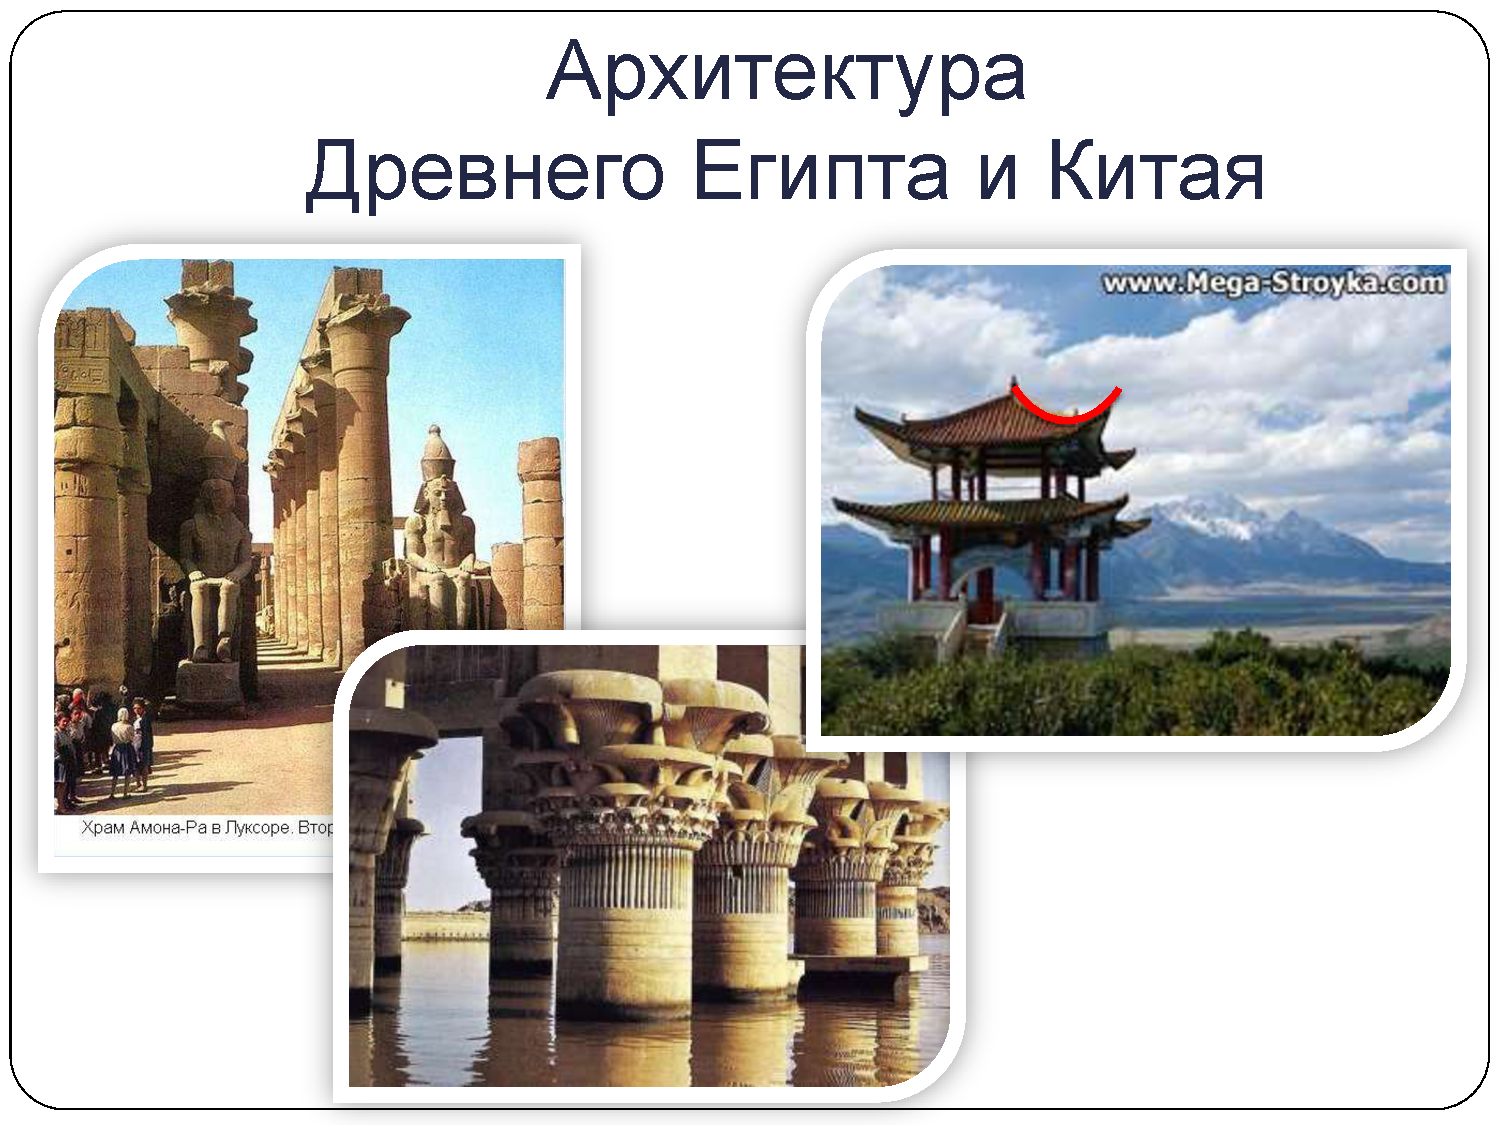 Архитектура
Древнего Египта и Китая
www.Mega-Stroyka.com
Храм Амона-Ра в Луксоре.